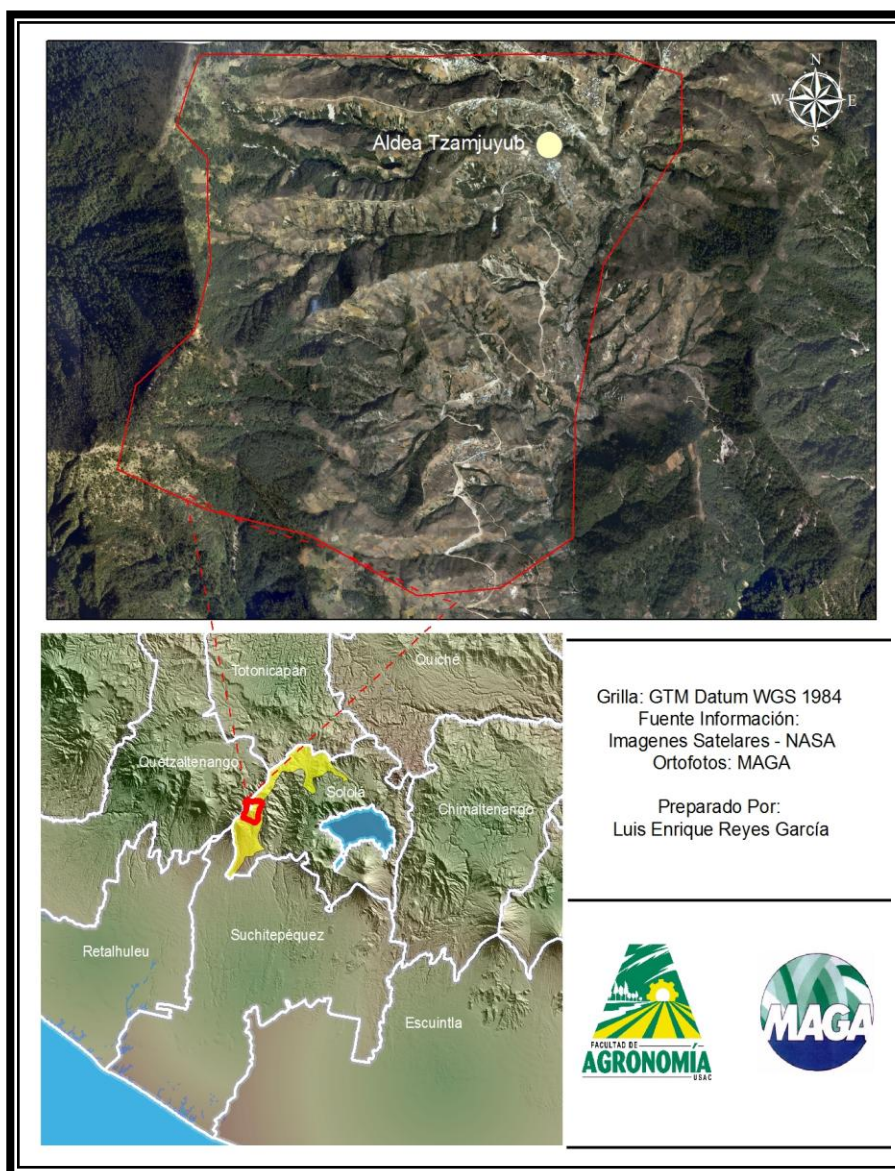 N
W
E
S
Aldea Tzamjuyub
Totonicapán
Quiché
Quetzaltenango
Sololá
Chimaltenango
Suchitepéquez
Retalhuleu
Escuintla
Grilla: GTM Datum WGS 1984
Fuente Información:
Imagenes Satelares - NASA
Ortofotos: MAGA
Preparado Por:
Luis Enrique Reyes García
FACULTAD DE
AGRONOMÍA
USAC
MAGA